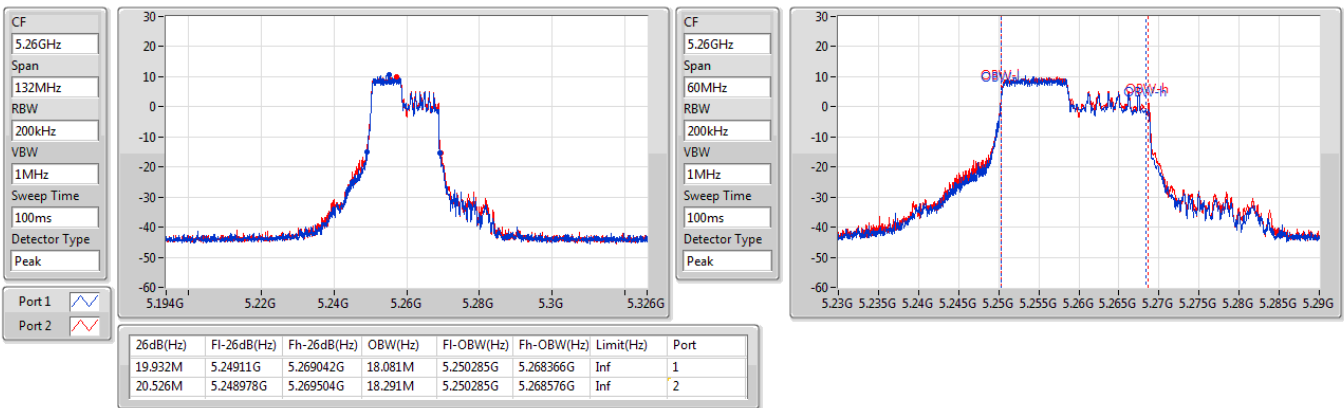 CF
5.26GHz
Span
132MHz
RBW
200kHz
VBW
1MHz
Sweep Time
100ms
Detector Type
Peak
Port 1
Port 2
30
20
10
0
-10
-20
-30
-40
-50
-60
5.194G 5.22G 5.24G 5.26G 5.28G 5.3G 5.326G
CF
5.26GHz
Span
60MHz
RBW
200kHz
VBW
1MHz
Sweep Time
100ms
Detector Type
Peak
30
20
10
0
-10
-20
-30
-40
-50
-60
OBW-l
OBW-h
5.23G 5.235G 5.24G 5.245G 5.25G 5.255G 5.26G 5.265G 5.27G 5.275G 5.28G 5.285G 5.29G
26dB(Hz) Fl-26dB(Hz) Fh-26dB(Hz) OBW(Hz) Fl-OBW(Hz) Fh-OBW(Hz) Limit(Hz) Port
19.932M 5.24911G 5.269042G 18.081M 5.250285G 5.268366G Inf 1
20.526M 5.248978G 5.269504G 18.291M 5.250285G 5.268576G Inf 2